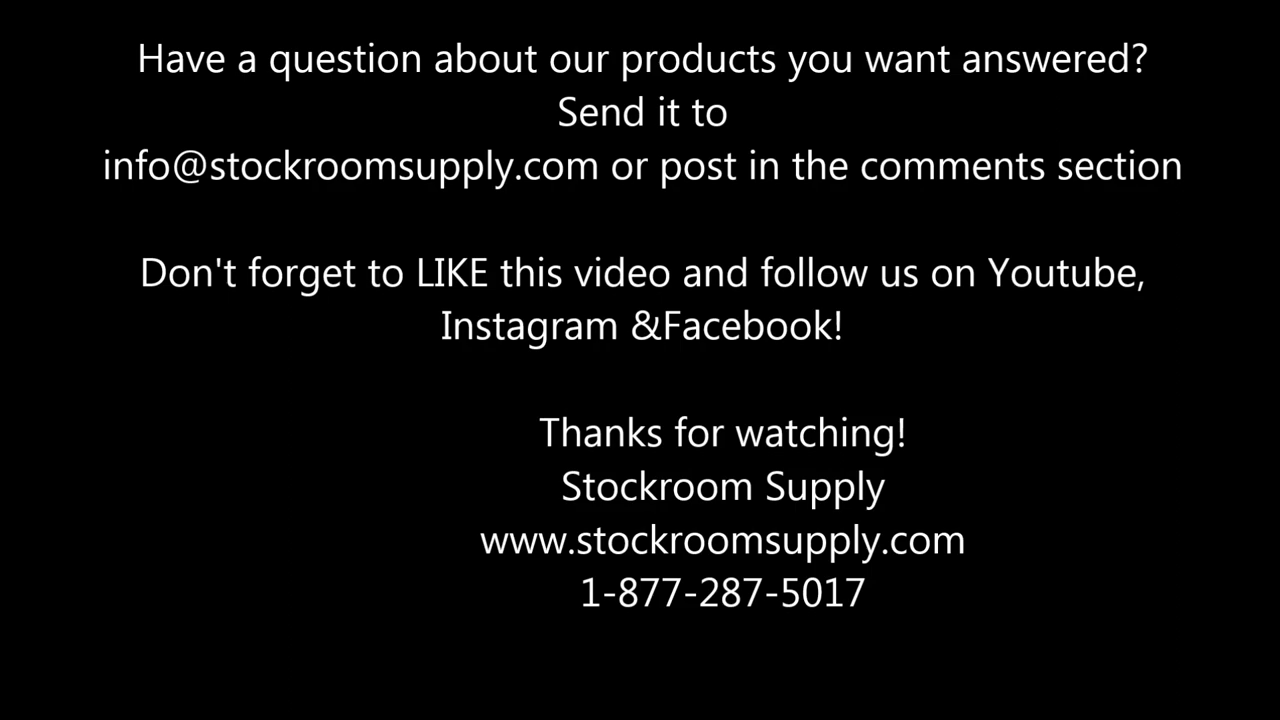 Have a question about our products you want answered?
Send it to
info@stockroomsupply.com or post in the comments section
Don't forget to LIKE this video and follow us on Youtube,
Instagram &Facebook!
Thanks for watching!
Stockroom Supply
www.stockroomsupply.com
1-877-287-5017